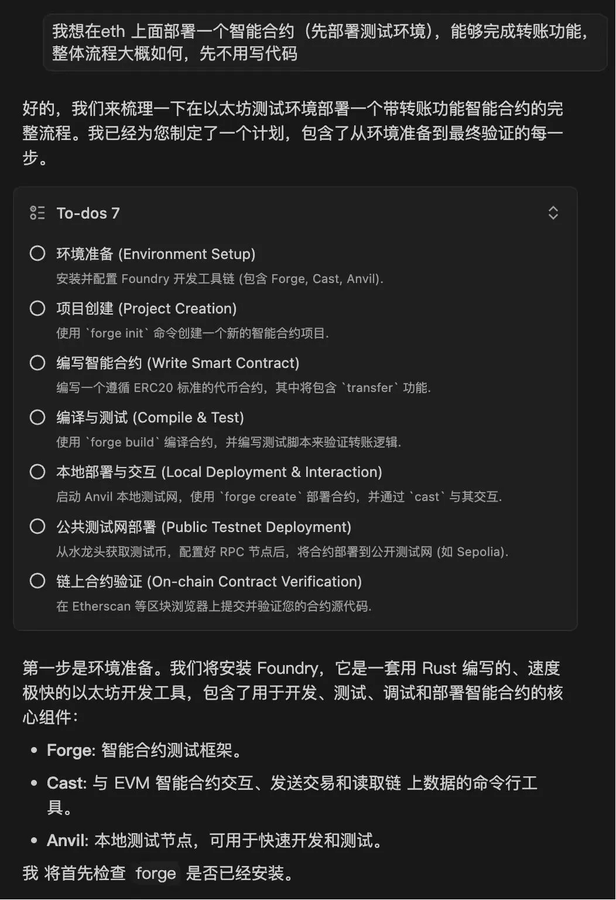 我想在eth 上面部署一个智能合约（先部署测试环境），能够完成转账功能，
整体流程大概如何，先不用写代码
好的，我们来梳理一下在以太坊测试环境部署一个带转账功能智能合约的完
整流程。我已经为您制定了一个计划，包含了从环境准备到最终验证的每一
步。
To-dos 7
环境准备 (Environment Setup)
安装并配置 Foundry 开发工具链 (包含 Forge, Cast, Anvil).
项目创建 (Project Creation)
使用 `forge init` 命令创建一个新的智能合约项目.
编写智能合约 (Write Smart Contract)
编写一个遵循 ERC20 标准的代币合约，其中将包含 `transfer` 功能.
编译与测试 (Compile & Test)
使用 `forge build` 编译合约，并编写测试脚本来验证转账逻辑.
本地部署与交互 (Local Deployment & Interaction)
启动 Anvil 本地测试网，使用 `forge create` 部署合约，并通过 `cast` 与其交互.
公共测试网部署 (Public Testnet Deployment)
从水龙头获取测试币，配置好 RPC 节点后，将合约部署到公开测试网 (如 Sepolia).
链上合约验证 (On-chain Contract Verification)
在 Etherscan 等区块浏览器上提交并验证您的合约源代码.
第一步是环境准备。我们将安装 Foundry，它是一套用 Rust 编写的、速度
极快的以太坊开发工具，包含了用于开发、测试、调试和部署智能合约的核
心组件：
• Forge: 智能合约测试框架。
• Cast: 与 EVM 智能合约交互、发送交易和读取链 上数据的命令行工
具。
• Anvil: 本地测试节点，可用于快速开发和测试。
我 将首先检查 forge 是否已经安装。